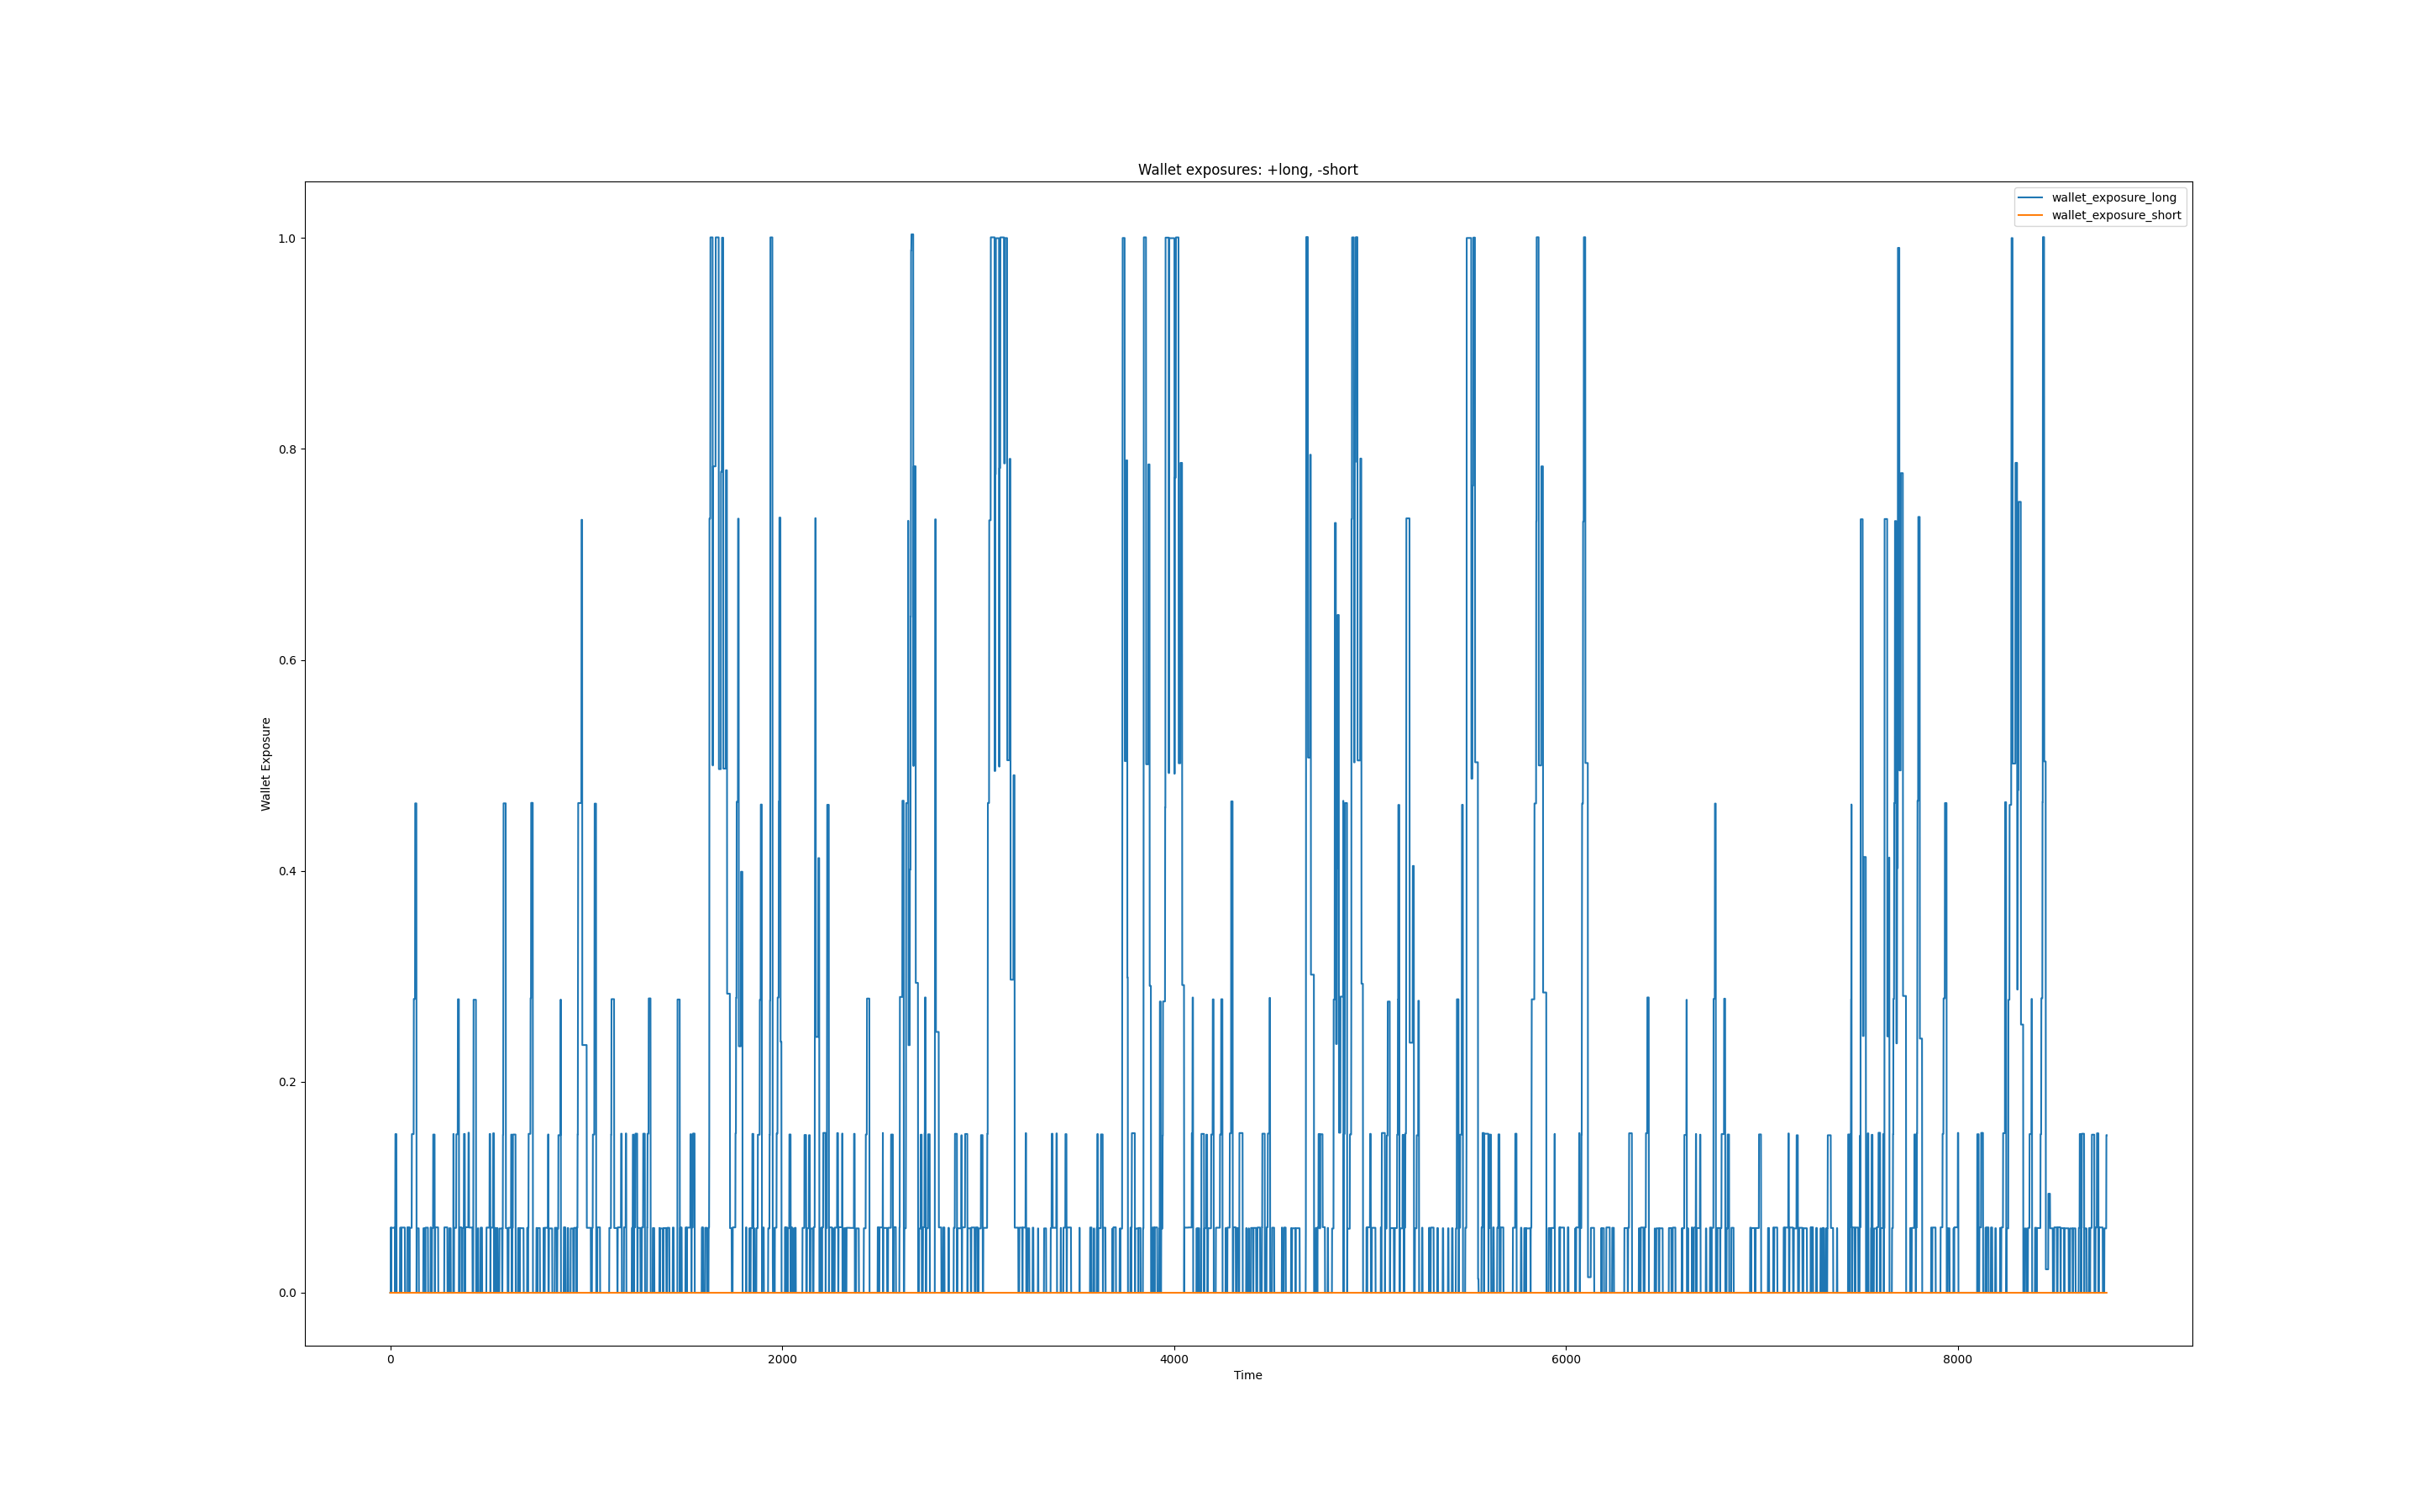 Wallet exposures: +long, -short
wallet_exposure_long
wallet_exposure_short
1.0
0.8
0.6
0.4
0.2
0.0
Wallet Exposure
0 2000 4000 6000 8000
Time